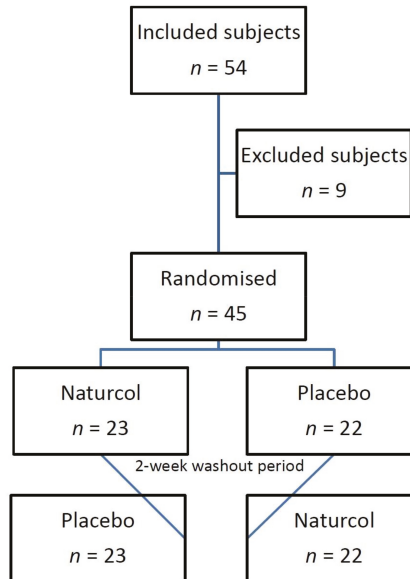 Included subjects
n = 54
Excluded subjects
n = 9
Randomised
n = 45
Naturcol
n = 23
Placebo
n = 22
2-week washout period
Placebo
n = 23
Naturcol
n = 22